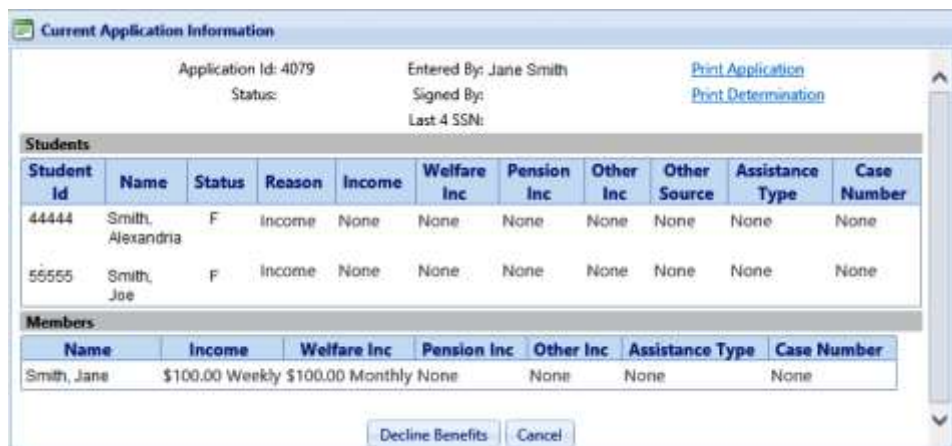 Current Application Information
Application Id: 4079 Entered By: Jane Smith Print Application
Status: Signed By: Print Determination
Last 4 SSN:
Students
Student Id Name Status Reason Income Welfare Inc Pension Inc Other Inc Other Source Assistance Type Case Number
44444 Smith, Alexandria F Income None None None None None None None
55555 Smith, Joe F Income None None None None None None None
Members
Name Income Welfare Inc Pension Inc Other Inc Assistance Type Case Number
Smith, Jane $100.00 Weekly $100.00 Monthly None None None None
Decline Benefits Cancel